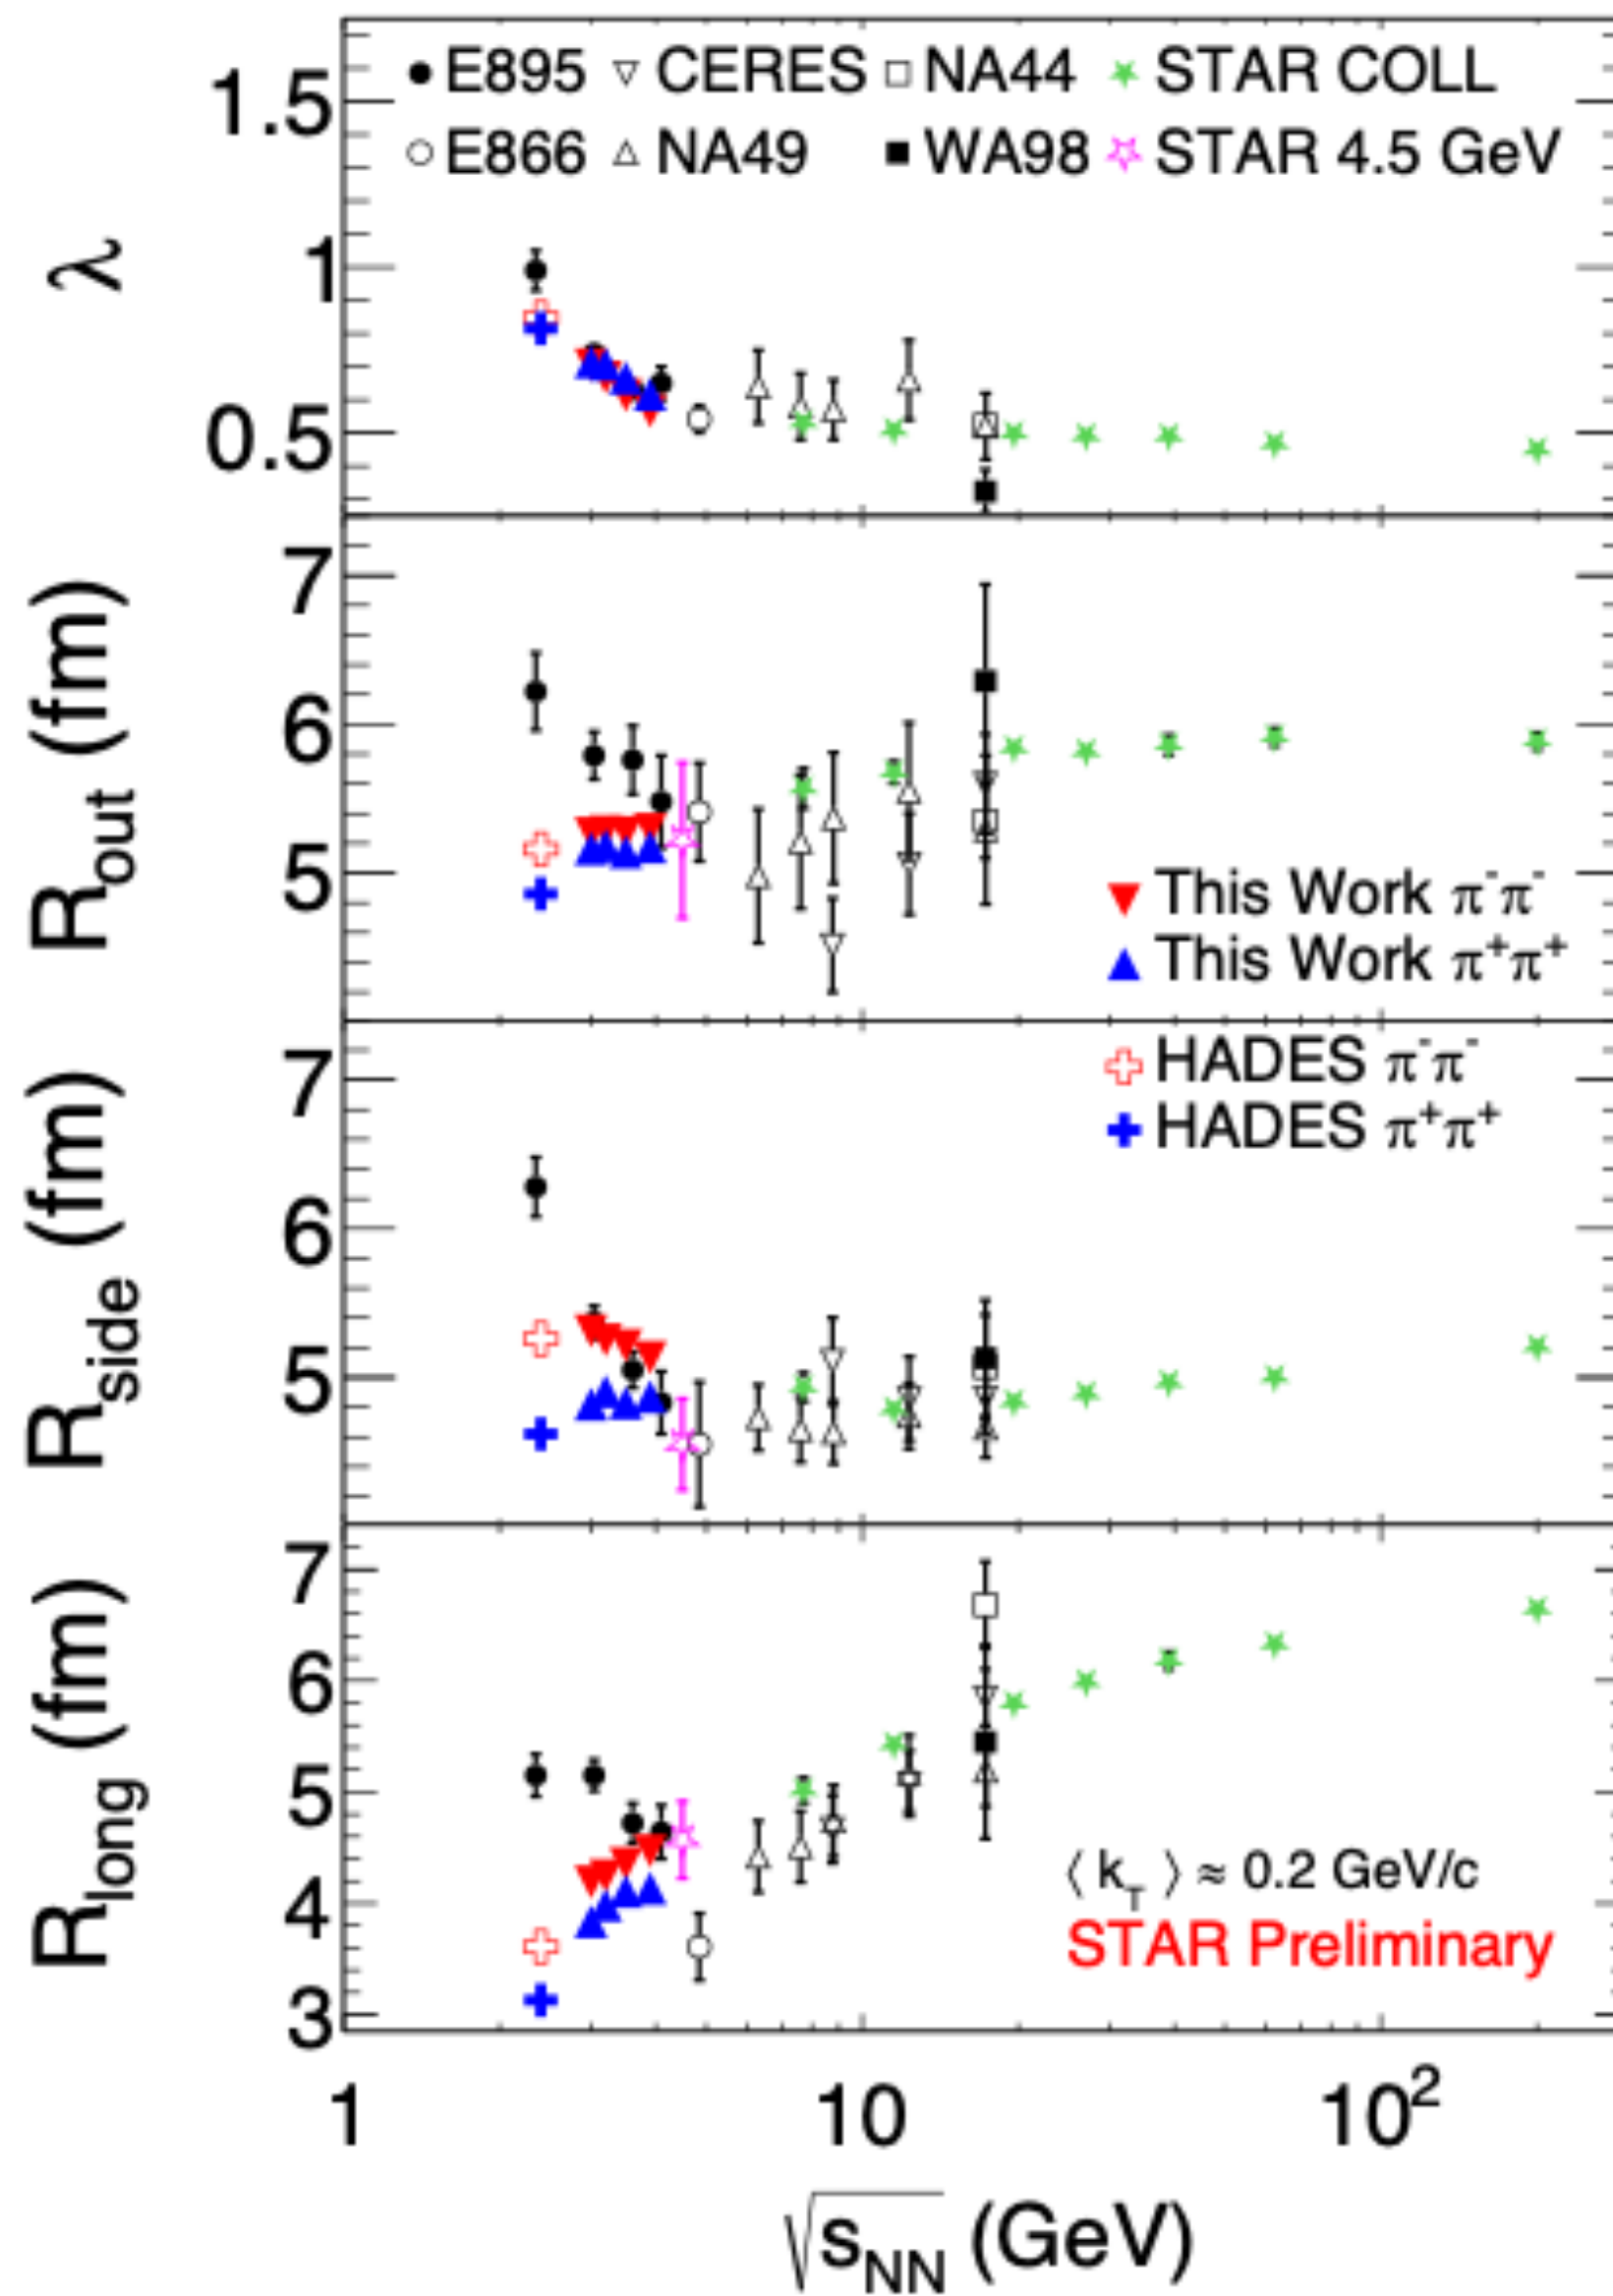 E895 CERES NA44 STAR COLL
E866 NA49 WA98 STAR 4.5 GeV
λ
1.5
1
0.5
R_out (fm)
7
6
5
This Work π⁻π⁻
This Work π⁺π⁺
R_side (fm)
7
6
5
HADES π⁻π⁻
HADES π⁺π⁺
R_long (fm)
7
6
5
4
3
⟨ k_T ⟩ ≈ 0.2 GeV/c
STAR Preliminary
1 10 10²
√s_NN (GeV)